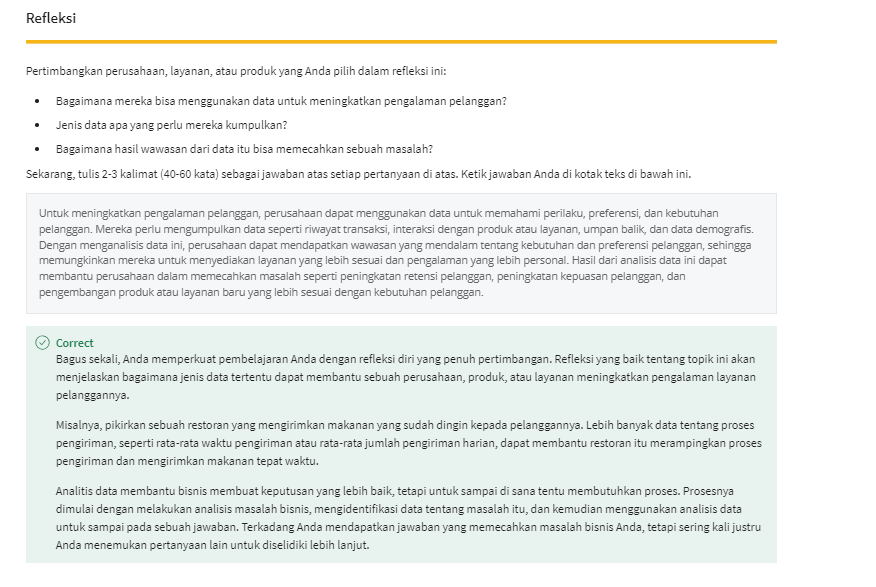 Refleksi
Pertimbangkan perusahaan, layanan, atau produk yang Anda pilih dalam refleksi ini:
• Bagaimana mereka bisa menggunakan data untuk meningkatkan pengalaman pelanggan?
• Jenis data apa yang perlu mereka kumpulkan?
• Bagaimana hasil wawasan dari data itu bisa memecahkan sebuah masalah?
Sekarang, tulis 2-3 kalimat (40-60 kata) sebagai jawaban atas setiap pertanyaan di atas. Ketik jawaban Anda di kotak teks di bawah ini.
Untuk meningkatkan pengalaman pelanggan, perusahaan dapat menggunakan data untuk memahami perilaku, preferensi, dan kebutuhan
pelanggan. Mereka perlu mengumpulkan data seperti riwayat transaksi, interaksi dengan produk atau layanan, umpan balik, dan data demografis.
Dengan menganalisis data ini, perusahaan dapat mendapatkan wawasan yang mendalam tentang kebutuhan dan preferensi pelanggan, sehingga
memungkinkan mereka untuk menyediakan layanan yang lebih sesuai dan pengalaman yang lebih personal. Hasil dari analisis data ini dapat
membantu perusahaan dalam memecahkan masalah seperti peningkatan retensi pelanggan, peningkatan kepuasan pelanggan, dan
pengembangan produk atau layanan baru yang lebih sesuai dengan kebutuhan pelanggan.
Correct
Bagus sekali, Anda memperkuat pembelajaran Anda dengan refleksi diri yang penuh pertimbangan. Refleksi yang baik tentang topik ini akan
menjelaskan bagaimana jenis data tertentu dapat membantu sebuah perusahaan, produk, atau layanan meningkatkan pengalaman layanan
pelanggannya.
Misalnya, pikirkan sebuah restoran yang mengirimkan makanan yang sudah dingin kepada pelanggannya. Lebih banyak data tentang proses
pengiriman, seperti rata-rata waktu pengiriman atau rata-rata jumlah pengiriman harian, dapat membantu restoran itu merampingkan proses
pengiriman dan mengirimkan makanan tepat waktu.
Analitis data membantu bisnis membuat keputusan yang lebih baik, tetapi untuk sampai di sana tentu membutuhkan proses. Prosesnya
dimulai dengan melakukan analisis masalah bisnis, mengidentifikasi data tentang masalah itu, dan kemudian menggunakan analisis data
untuk sampai pada sebuah jawaban. Terkadang Anda mendapatkan jawaban yang memecahkan masalah bisnis Anda, tetapi sering kali justru
Anda menemukan pertanyaan lain untuk diselidiki lebih lanjut.